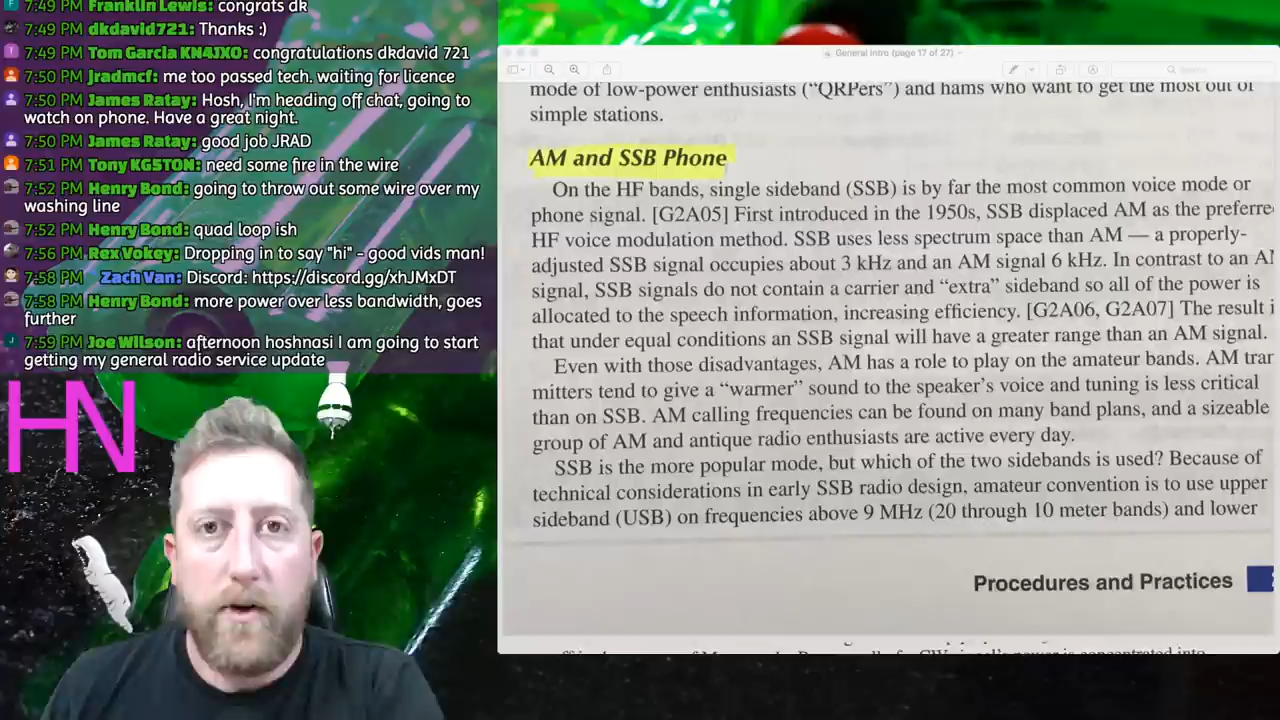 7:49 PM Franklin Lewis: congrats dk
7:49 PM dkdavid721: Thanks :)
7:49 PM Tom Garcia KN4JXO: congratulations dkdavid 721
7:50 PM Jradmcf: me too passed tech. waiting for licence
7:50 PM James Ratay: Hosh, I'm heading off chat, going to
watch on phone. Have a great night.
7:50 PM James Ratay: good job JRAD
7:51 PM Tony KG5TON: need some fire in the wire
7:52 PM Henry Bond: going to throw out some wire over my
washing line
7:52 PM Henry Bond: quad loop ish
7:56 PM Rex Vokey: Dropping in to say "hi" - good vids man!
7:58 PM Zach Van: Discord: https://discord.gg/xhJMxDT
7:58 PM Henry Bond: more power over less bandwidth, goes
further
7:59 PM Joe Wilson: afternoon hoshnasi I am going to start
getting my general radio service update
HN
General Intro (page 17 of 27)
Search
mode of low-power enthusiasts (“QRPers”) and hams who want to get the most out of
simple stations.
AM and SSB Phone
On the HF bands, single sideband (SSB) is by far the most common voice mode or
phone signal. [G2A05] First introduced in the 1950s, SSB displaced AM as the preferre
HF voice modulation method. SSB uses less spectrum space than AM — a properly-
adjusted SSB signal occupies about 3 kHz and an AM signal 6 kHz. In contrast to an AM
signal, SSB signals do not contain a carrier and “extra” sideband so all of the power is
allocated to the speech information, increasing efficiency. [G2A06, G2A07] The result i
that under equal conditions an SSB signal will have a greater range than an AM signal.
Even with those disadvantages, AM has a role to play on the amateur bands. AM tran
mitters tend to give a “warmer” sound to the speaker’s voice and tuning is less critical
than on SSB. AM calling frequencies can be found on many band plans, and a sizeable
group of AM and antique radio enthusiasts are active every day.
SSB is the more popular mode, but which of the two sidebands is used? Because of
technical considerations in early SSB radio design, amateur convention is to use upper
sideband (USB) on frequencies above 9 MHz (20 through 10 meter bands) and lower
Procedures and Practices